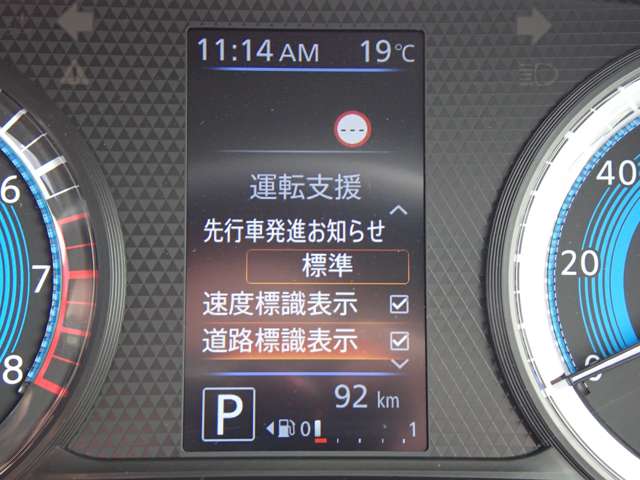 11:14 AM 19℃
---
運転支援
先行車発進お知らせ
標準
速度標識表示
道路標識表示
P 92 km
0 1
6
7
8
40
20
0